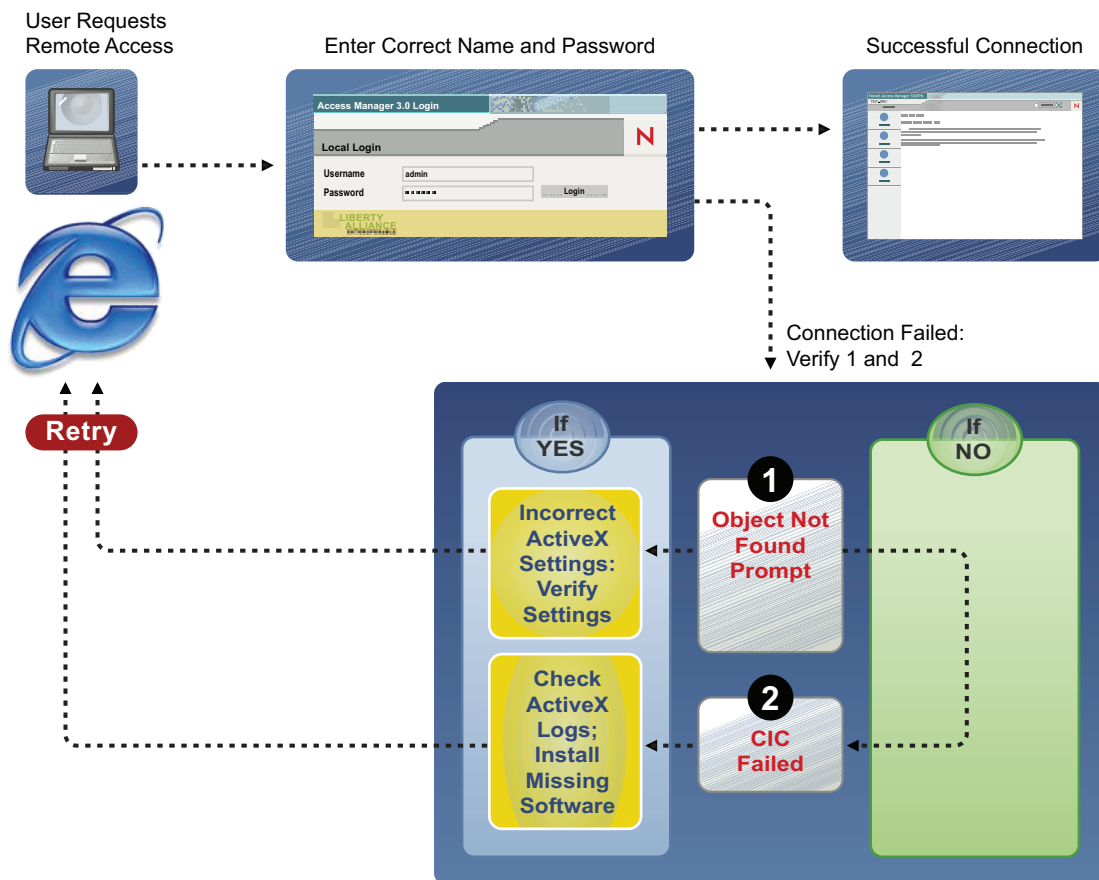 User Requests
Remote Access
Enter Correct Name and Password
Successful Connection
Access Manager 3.0 Login
Local Login
N
Username
admin
Password
Login
LIBERTY
ALLIANCE
N
Connection Failed:
Verify 1 and 2
Retry
If
YES
If
NO
1
Object Not
Found
Prompt
Incorrect
ActiveX
Settings:
Verify
Settings
2
CIC
Failed
Check
ActiveX
Logs;
Install
Missing
Software